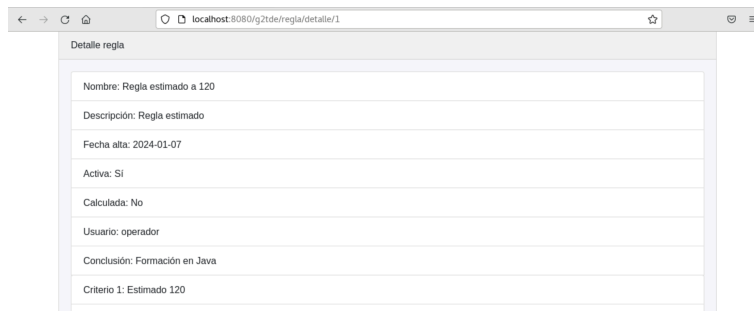 localhost:8080/g2tde/regla/detalle/1
Detalle regla
Nombre: Regla estimado a 120
Descripción: Regla estimado
Fecha alta: 2024-01-07
Activa: Sí
Calculada: No
Usuario: operador
Conclusión: Formación en Java
Criterio 1: Estimado 120